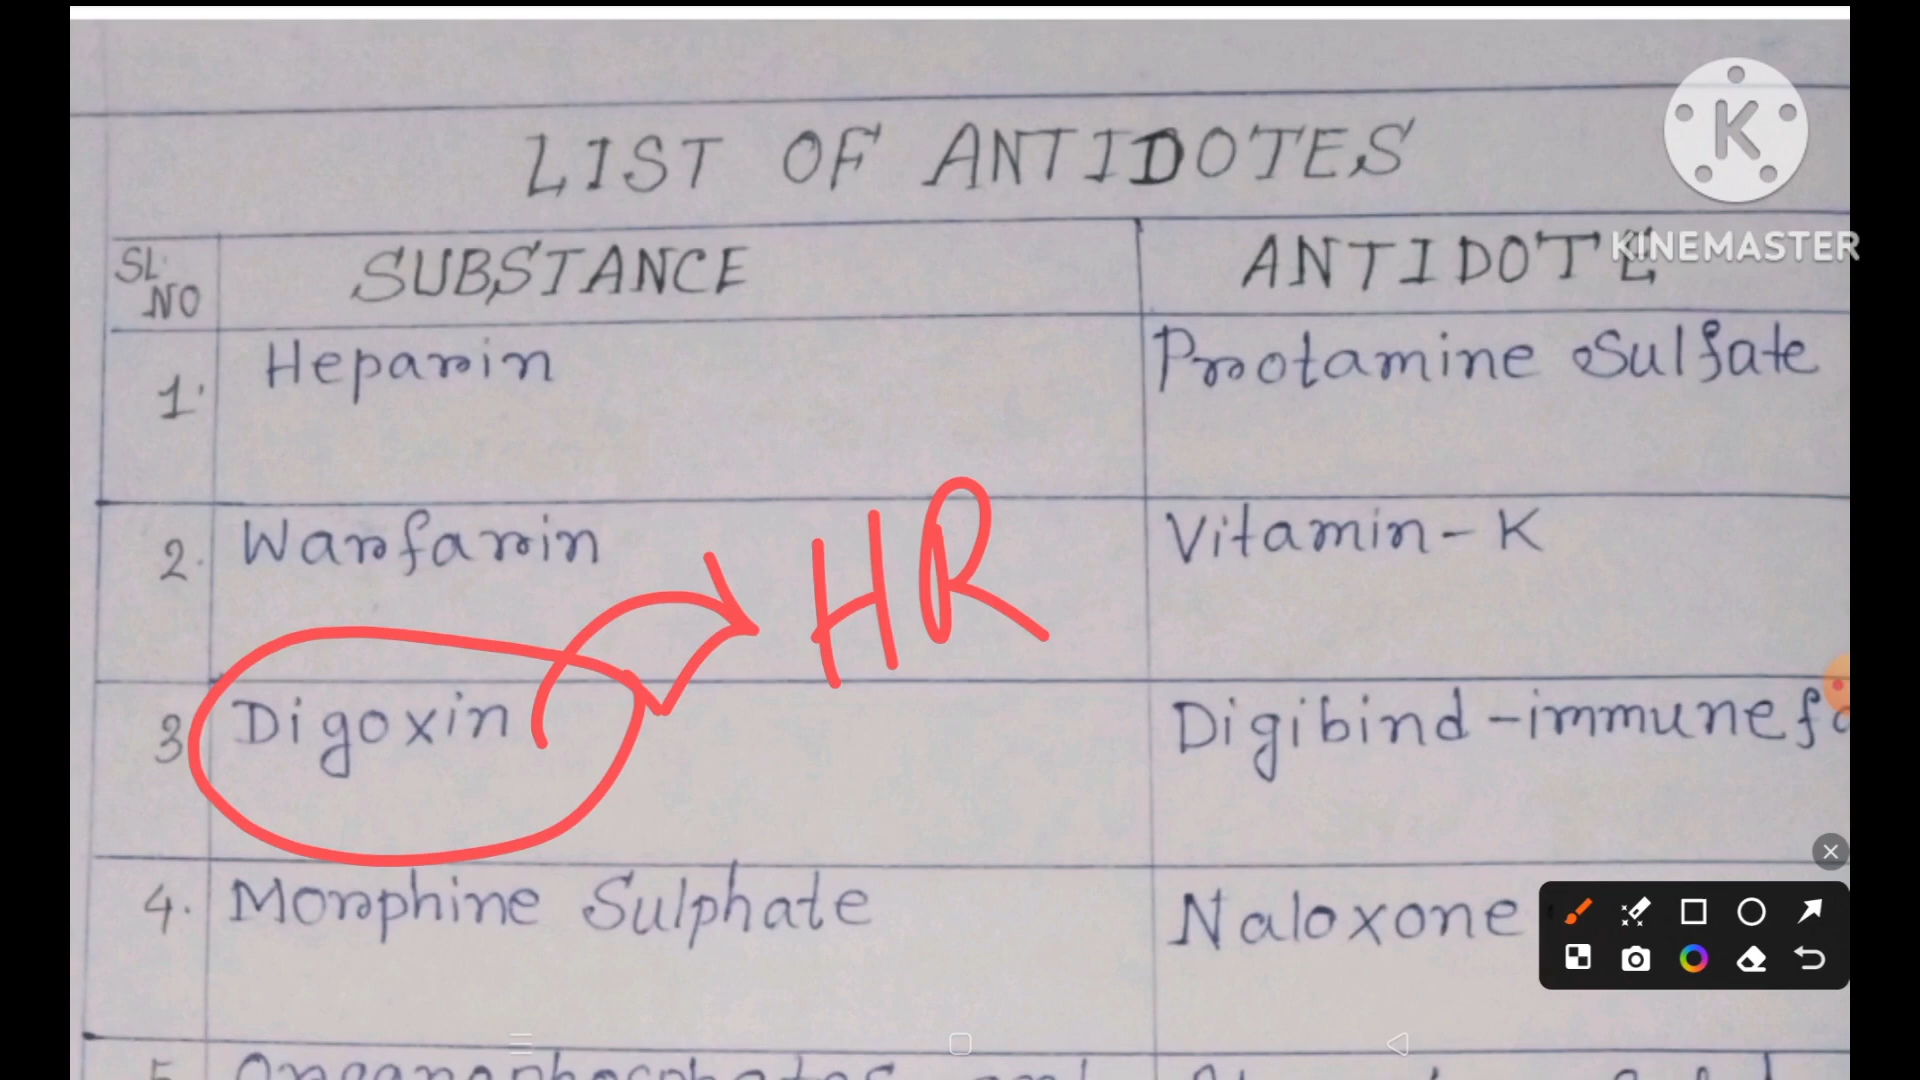 LIST OF ANTIDOTES
K
KINEMASTER
SL. NO SUBSTANCE ANTIDOTE
1. Heparin Protamine Sulfate
HR
2. Warfarin Vitamin - K
3 Digoxin Digibind - immune
4. Morphine Sulphate Naloxone
5